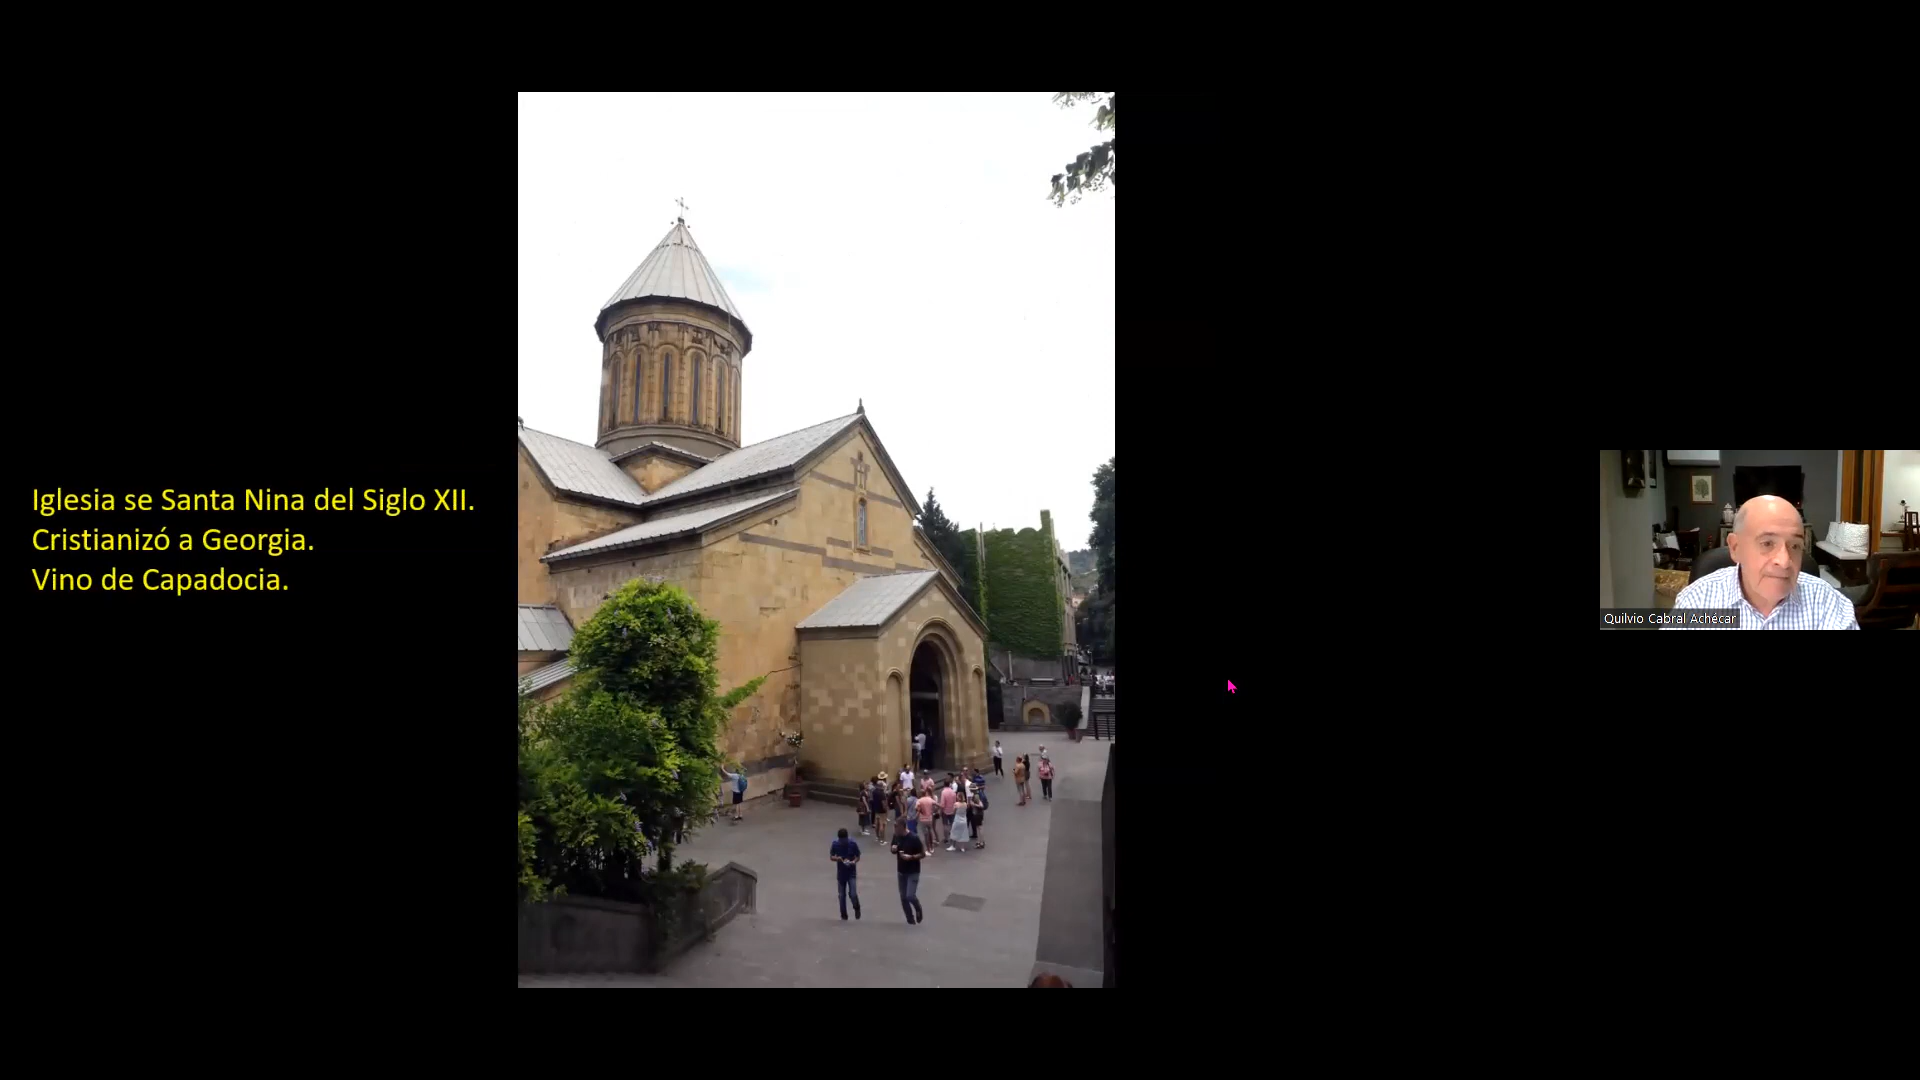 Iglesia se Santa Nina del Siglo XII.
Cristianizó a Georgia.
Vino de Capadocia.
Quilvio Cabral Achécar